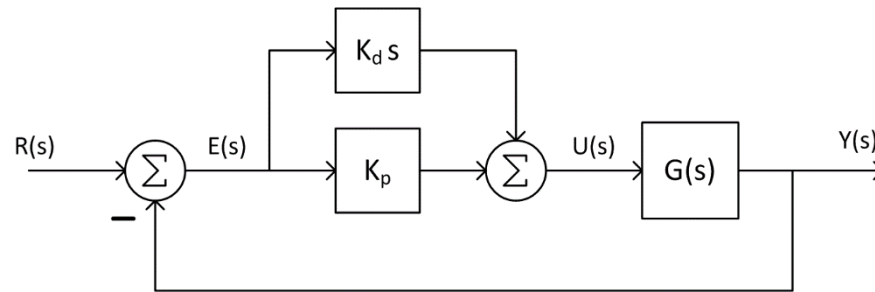 K_d s
R(s)
Σ
E(s)
K_p
Σ
U(s)
G(s)
Y(s)
−